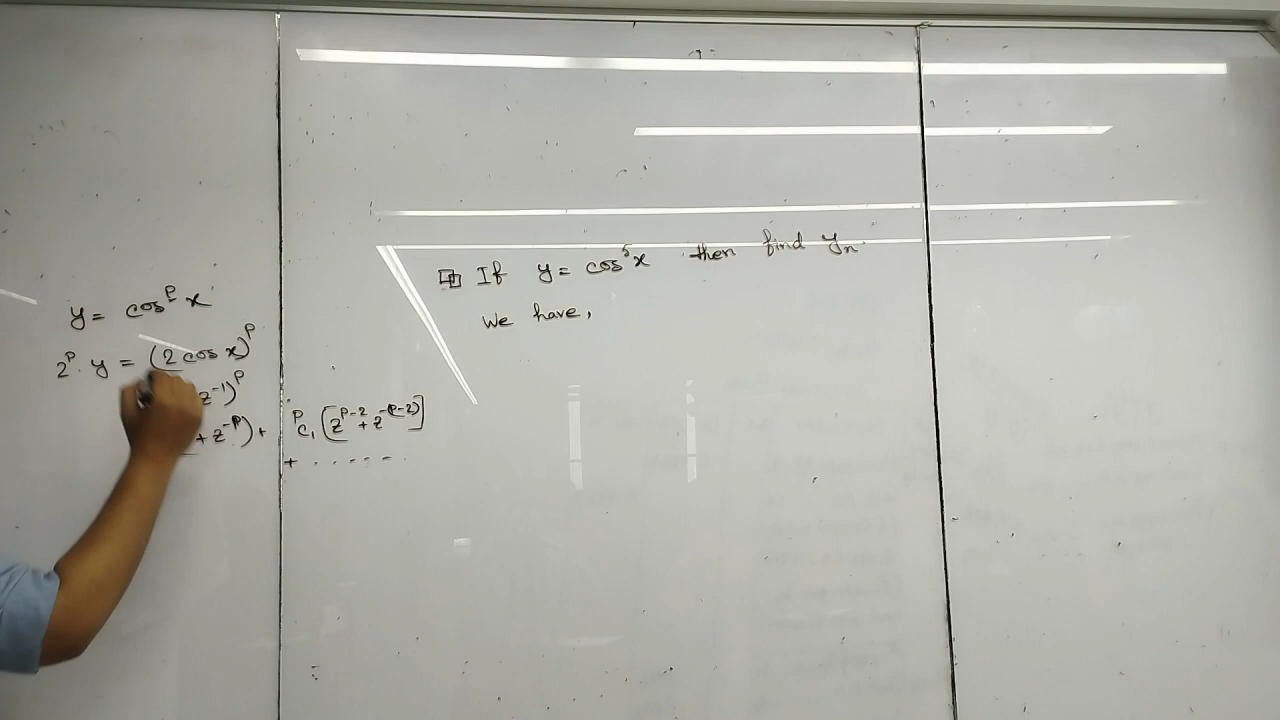 y = cos^p x
2^p. y = (2 cos x)^p
z^-1)^p
+ z^-p) + ^pC_1 [z^p-2 + z^-(p-2)]
+ ......
If y = cos^5 x then find y_n.
We have,